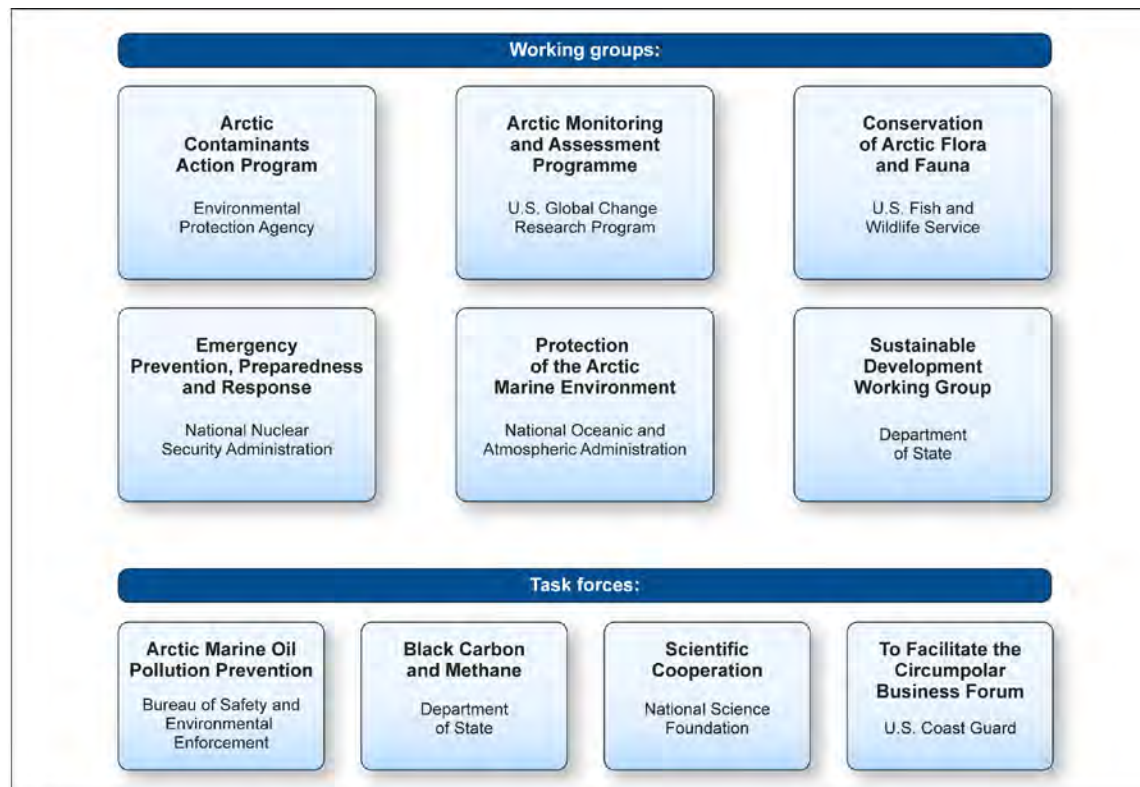 Working groups:
Arctic
Contaminants
Action Program
Environmental
Protection Agency
Arctic Monitoring
and Assessment
Programme
U.S. Global Change
Research Program
Conservation
of Arctic Flora
and Fauna
U.S. Fish and
Wildlife Service
Emergency
Prevention, Preparedness
and Response
National Nuclear
Security Administration
Protection
of the Arctic
Marine Environment
National Oceanic and
Atmospheric Administration
Sustainable
Development
Working Group
Department
of State
Task forces:
Arctic Marine Oil
Pollution Prevention
Bureau of Safety and
Environmental
Enforcement
Black Carbon
and Methane
Department
of State
Scientific
Cooperation
National Science
Foundation
To Facilitate the
Circumpolar
Business Forum
U.S. Coast Guard